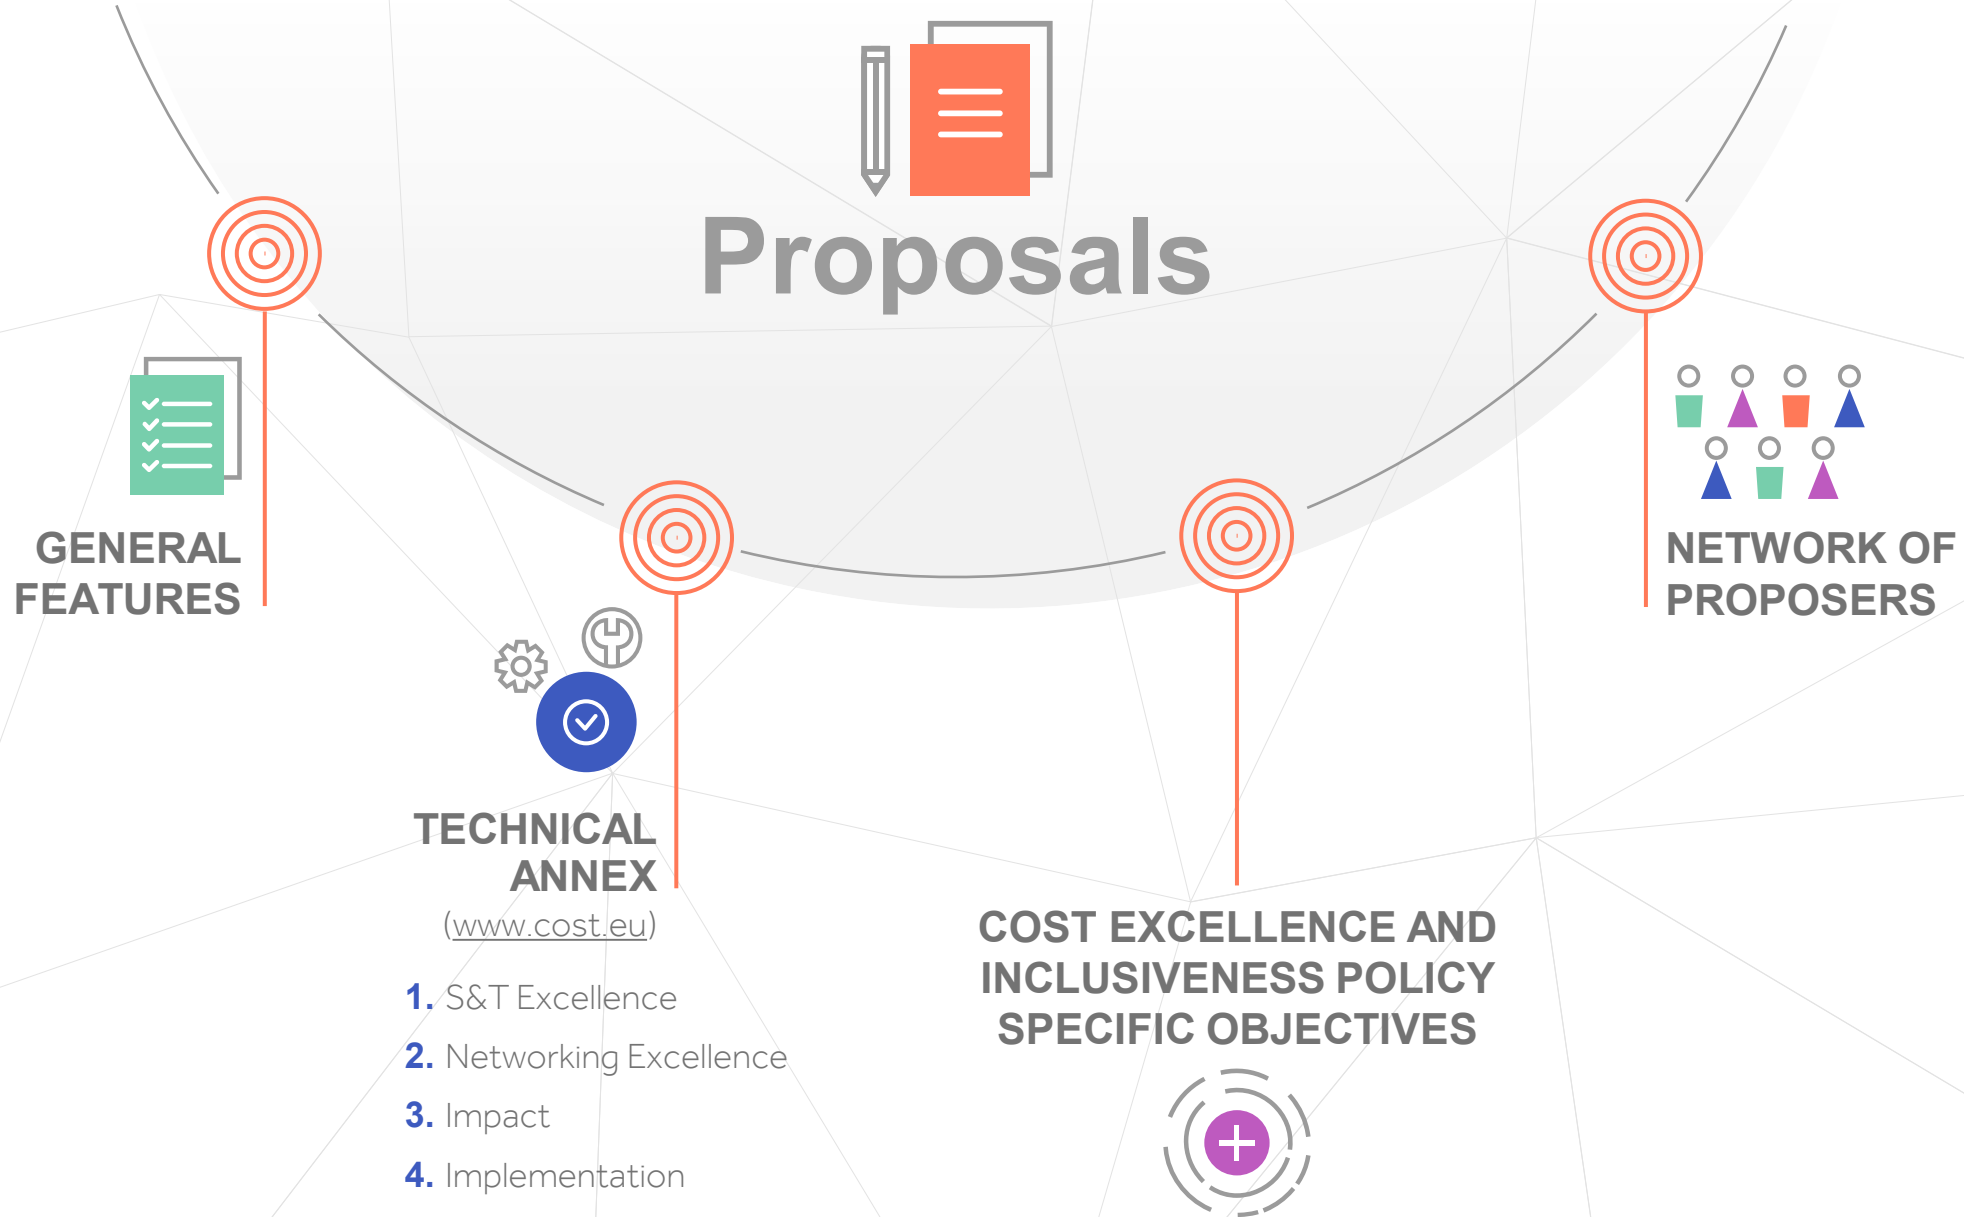 Proposals
GENERAL
FEATURES
TECHNICAL
ANNEX
(www.cost.eu)
1. S&T Excellence
2. Networking Excellence
3. Impact
4. Implementation
COST EXCELLENCE AND
INCLUSIVENESS POLICY
SPECIFIC OBJECTIVES
NETWORK OF
PROPOSERS